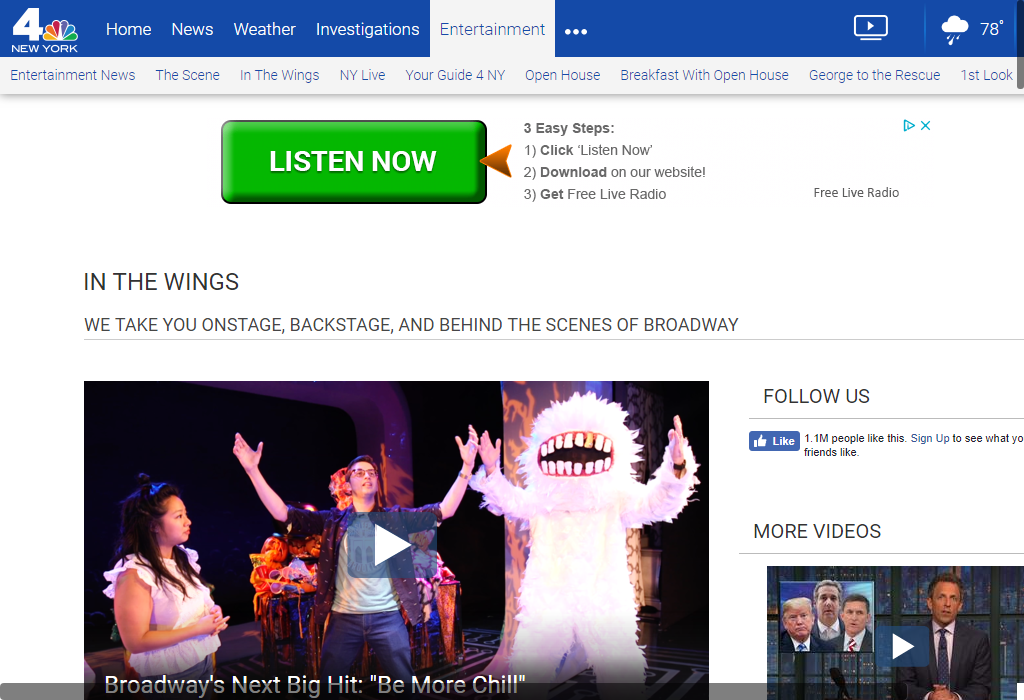 4
NEW YORK
Home News Weather Investigations Entertainment
78°
Entertainment News The Scene In The Wings NY Live Your Guide 4 NY Open House Breakfast With Open House George to the Rescue 1st Look
LISTEN NOW
3 Easy Steps:
1) Click ‘Listen Now’
2) Download on our website!
3) Get Free Live Radio
Free Live Radio
IN THE WINGS
WE TAKE YOU ONSTAGE, BACKSTAGE, AND BEHIND THE SCENES OF BROADWAY
FOLLOW US
Like
1.1M people like this. Sign Up to see what yo
friends like.
MORE VIDEOS
Broadway's Next Big Hit: "Be More Chill"